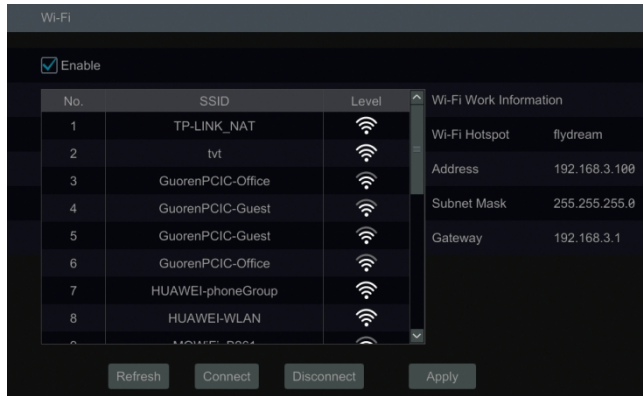 Wi-Fi
Enable
No. SSID Level
1 TP-LINK_NAT
2 tvt
3 GuorenPCIC-Office
4 GuorenPCIC-Guest
5 GuorenPCIC-Guest
6 GuorenPCIC-Office
7 HUAWEI-phoneGroup
8 HUAWEI-WLAN
Wi-Fi Work Information
Wi-Fi Hotspot flydream
Address 192.168.3.100
Subnet Mask 255.255.255.0
Gateway 192.168.3.1
Refresh Connect Disconnect Apply